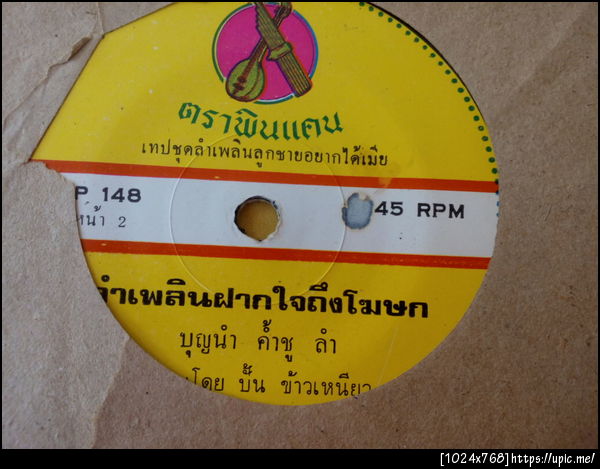 ตราพิณแคน
เทปชุดลำเพลินลูกชายอยากได้เมีย
P 148
45 RPM
หน้า 2
ลำเพลินฝากใจถึงโฆษก
บุญนำ ค้ำชู ลำ
โดย บั๊น ข้าวเหนียว
[1024x768]https://upic.me/